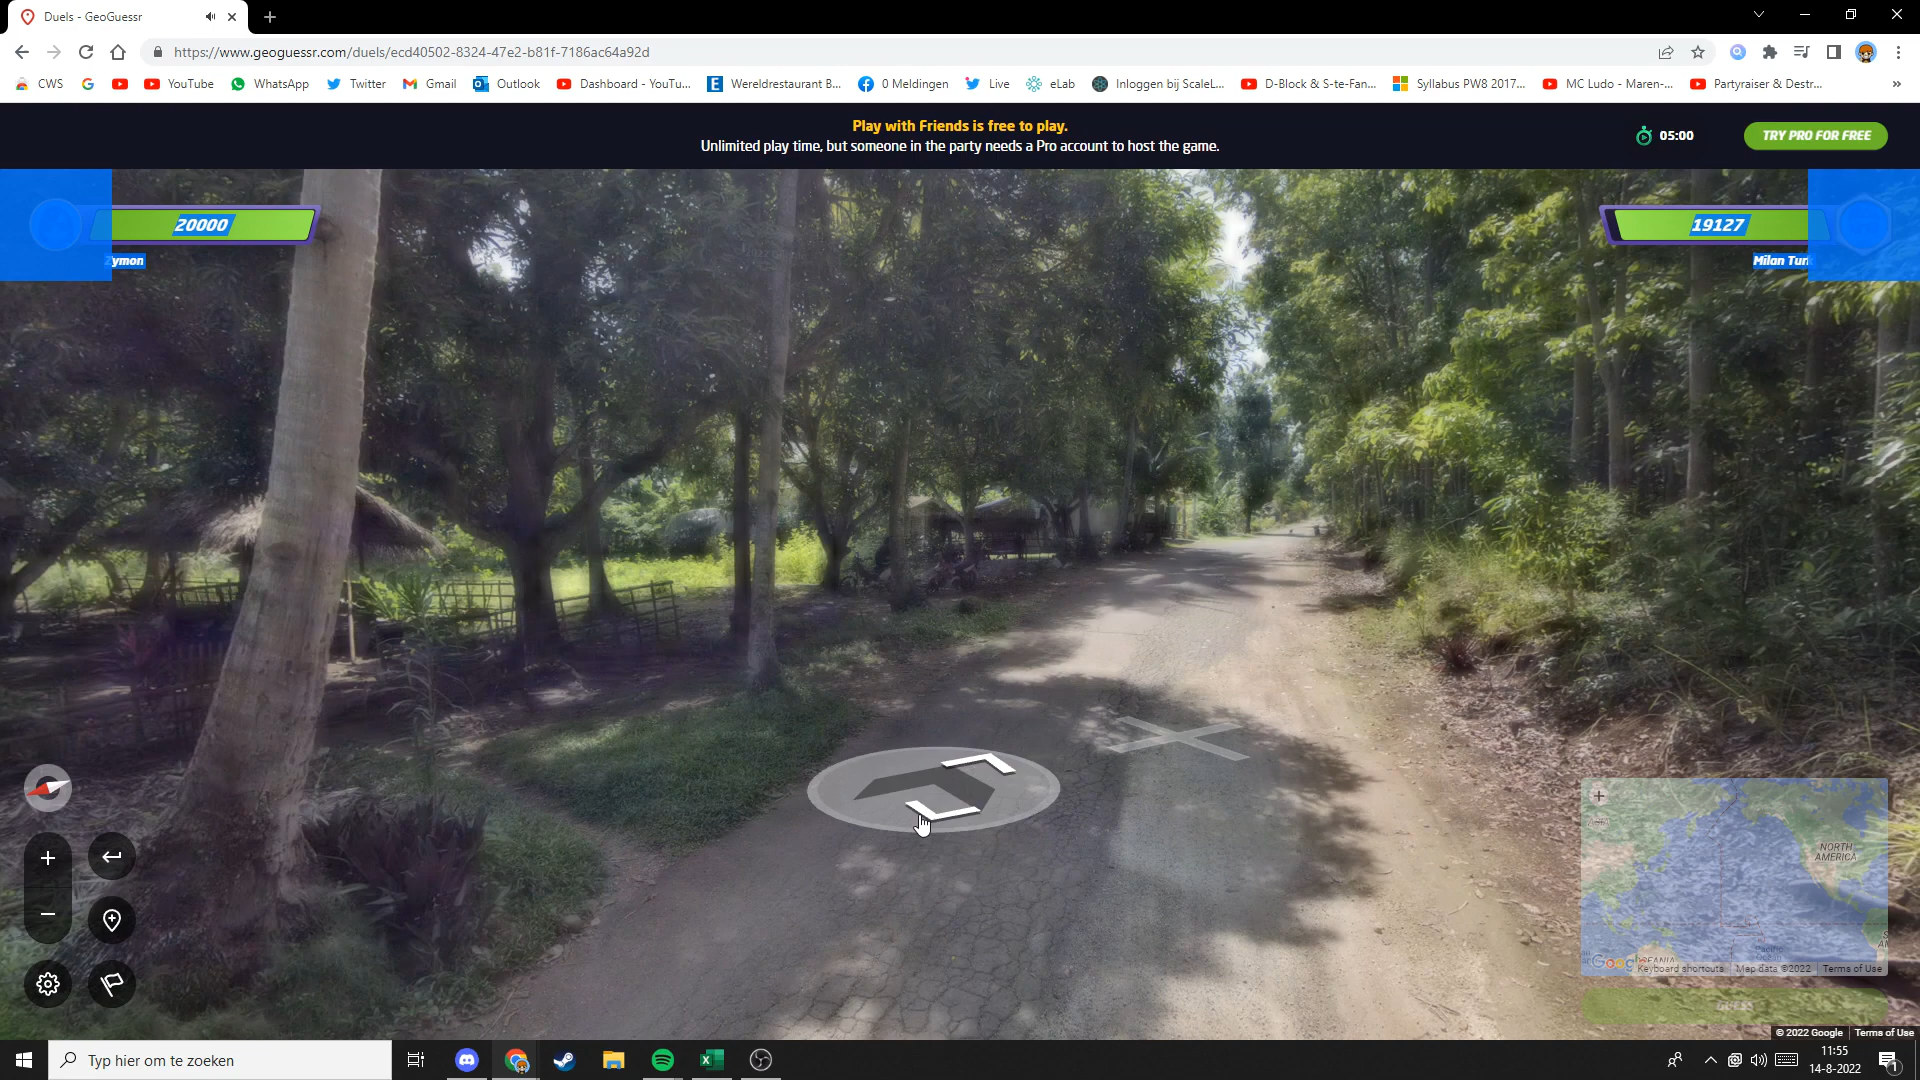 Duels - GeoGuessr
https://www.geoguessr.com/duels/ecd40502-8324-47e2-b81f-7186ac64a92d
CWS YouTube WhatsApp Twitter Gmail Outlook Dashboard - YouTu... Wereldrestaurant B... 0 Meldingen Live eLab Inloggen bij ScaleL... D-Block & S-te-Fan... Syllabus PW8 2017... MC Ludo - Maren-... Partyraiser & Destr... »
Play with Friends is free to play.
Unlimited play time, but someone in the party needs a Pro account to host the game.
05:00
TRY PRO FOR FREE
20000
19127
Zymon
Milan Tur
NORTH
AMERICA
Pacific
Google
Keyboard shortcuts Map data ©2022 Terms of Use
GUESS
© 2022 Google Terms of Use
Typ hier om te zoeken
11:55
14-8-2022
1